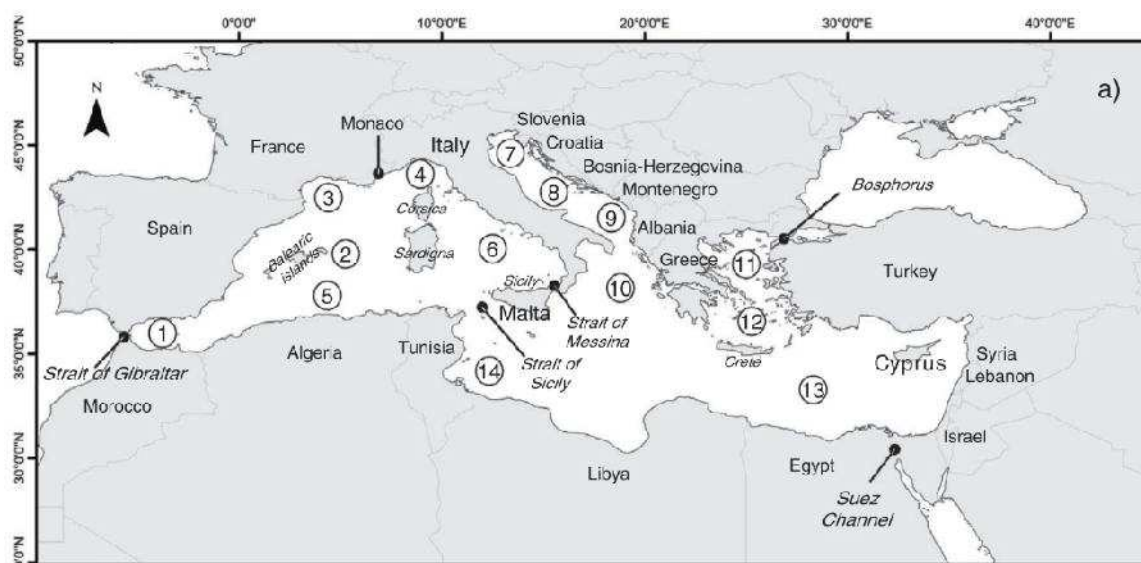 0°0'0"E 10°0'0"E 20°0'0"E 30°0'0"E 40°0'0"E
50°0'0"N
a)
N
Slovenia
Monaco
Italy
Croatia
45°0'0"N
France
7
4
Bosnia-Herzegovina
8
Montenegro
Bosphorus
3
Corsica
9
Spain
Albania
40°0'0"N
Balearic
islands
2
Sardigna
6
Greece
11
Turkey
Sicily
10
5
Malta
12
1
Strait of
Messina
35°0'0"N
Strait of Gibraltar
Algeria
Tunisia
Strait of
Sicily
Crete
Cyprus
Syria
Lebanon
14
13
Morocco
Israel
30°0'0"N
Libya
Egypt
Suez
Channel